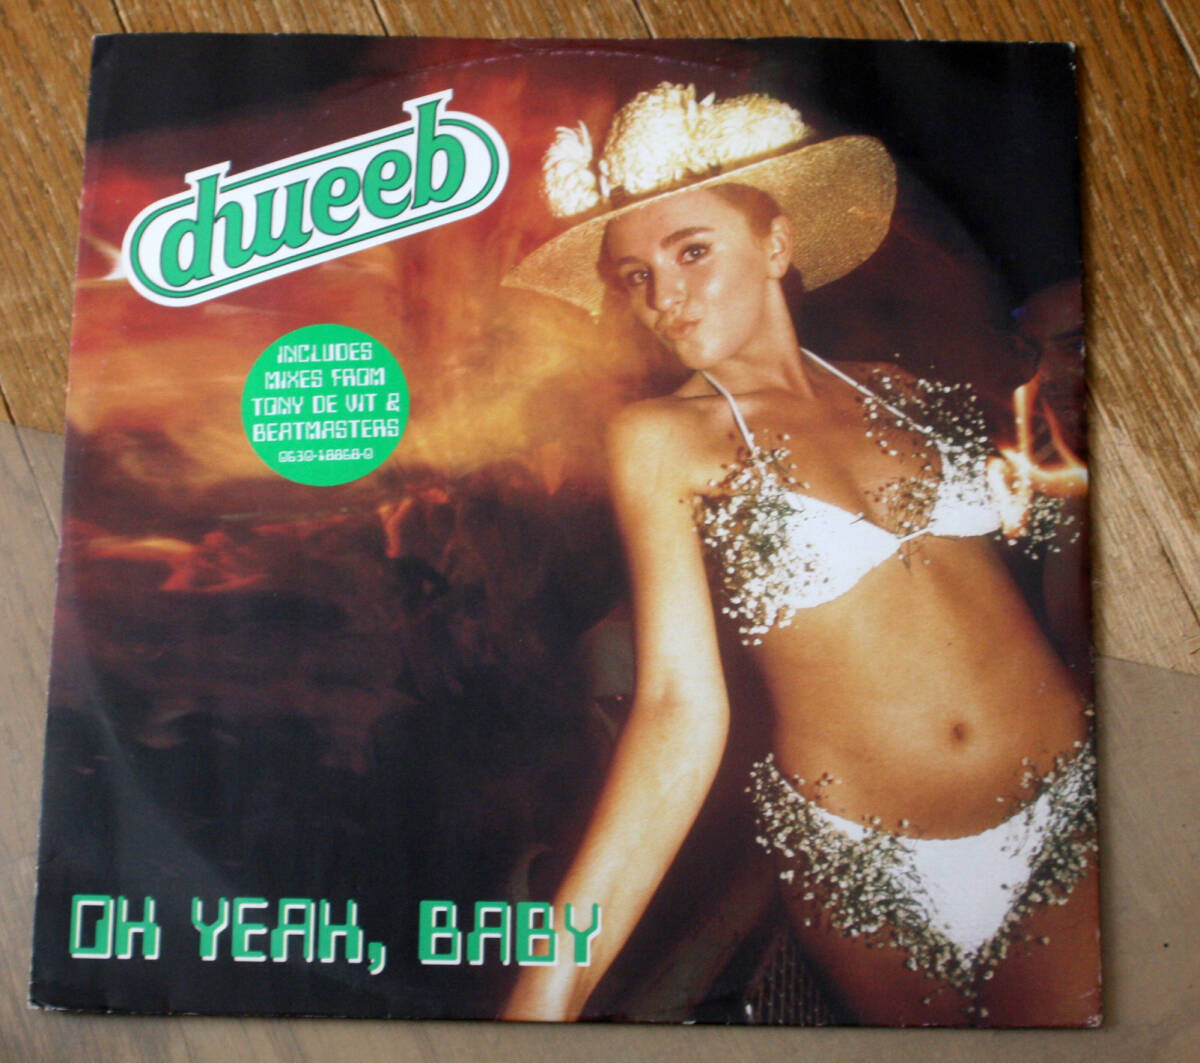 dweeb
INCLUDES
MIXES FROM
TONY DE VIT &
BEATMASTERS
0630-18868-0
OH YEAH, BABY